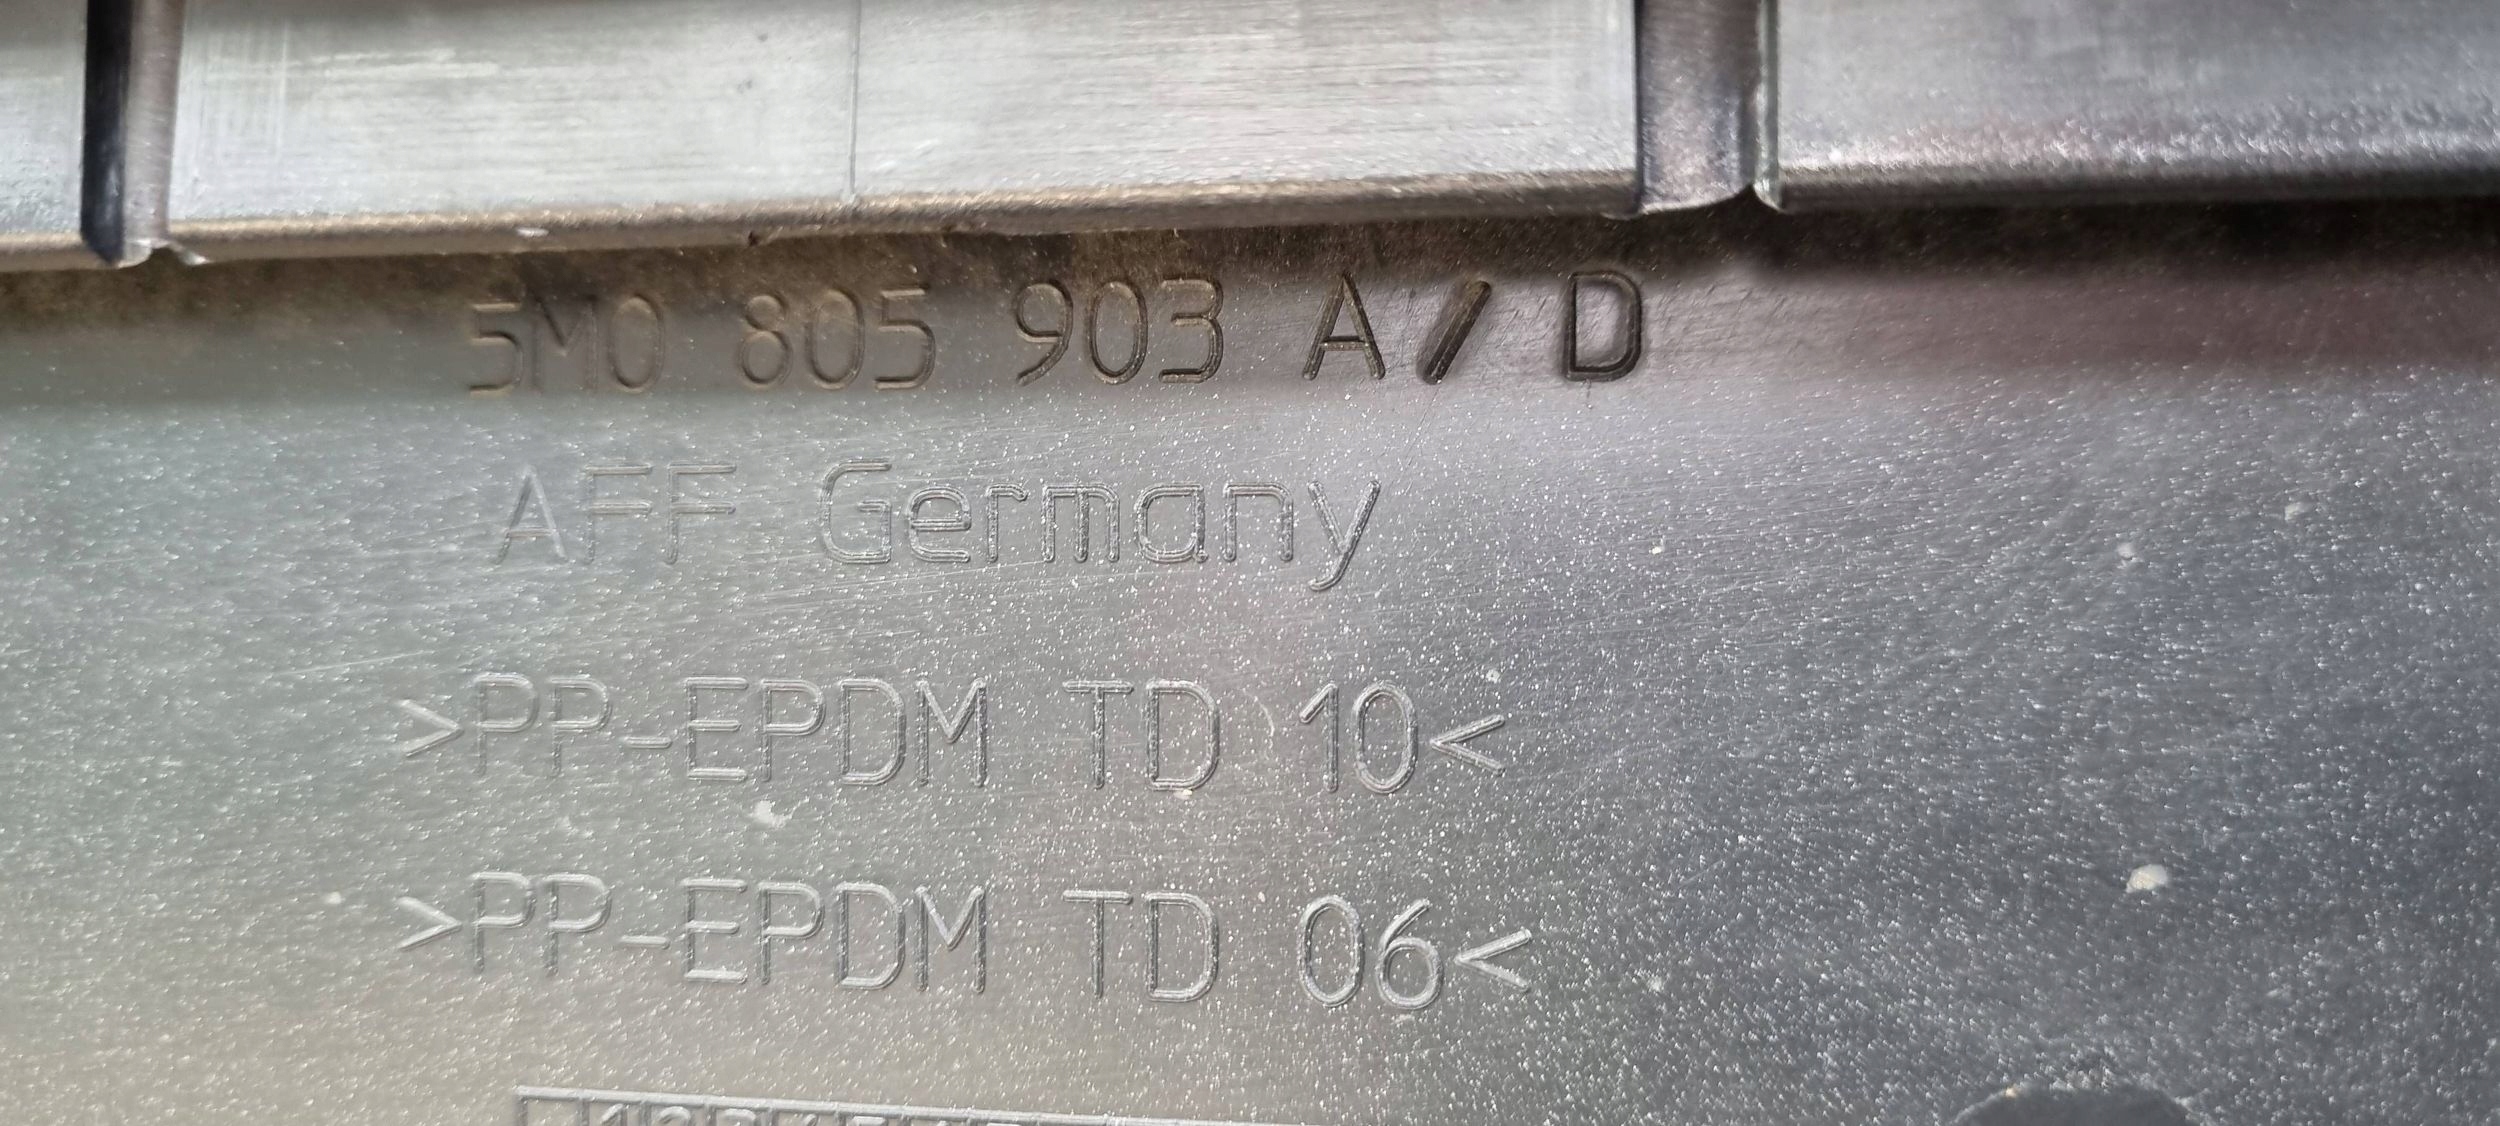 5M0 805 903 A / D
AFF Germany
>PP-EPDM TD 10<
>PP-EPDM TD 06<